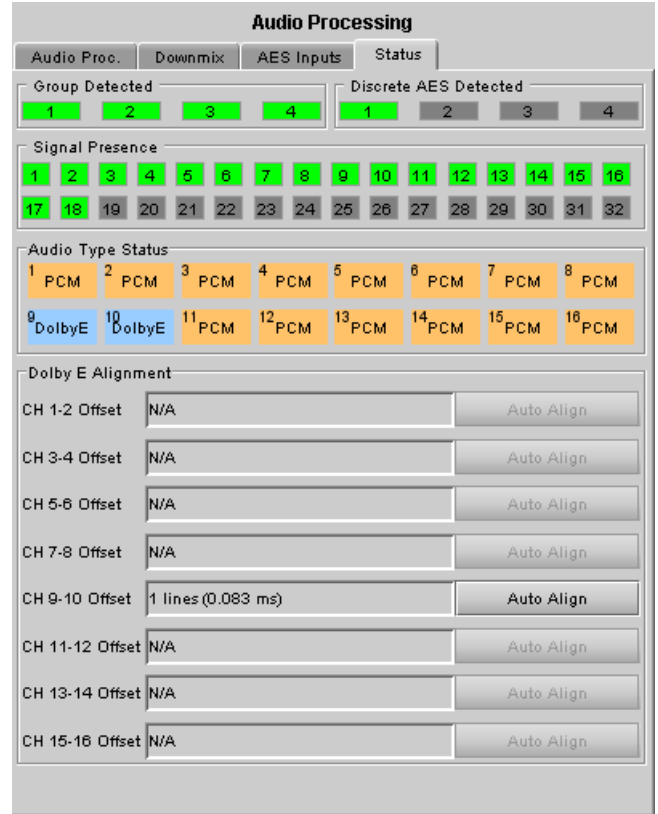 Audio Processing
Audio Proc. Downmix AES Inputs Status
Group Detected Discrete AES Detected
1 2 3 4 1 2 3 4
Signal Presence
1 2 3 4 5 6 7 8 9 10 11 12 13 14 15 16
17 18 19 20 21 22 23 24 25 26 27 28 29 30 31 32
Audio Type Status
1 PCM 2 PCM 3 PCM 4 PCM 5 PCM 6 PCM 7 PCM 8 PCM
9 DolbyE 10 DolbyE 11 PCM 12 PCM 13 PCM 14 PCM 15 PCM 16 PCM
Dolby E Alignment
CH 1-2 Offset N/A Auto Align
CH 3-4 Offset N/A Auto Align
CH 5-6 Offset N/A Auto Align
CH 7-8 Offset N/A Auto Align
CH 9-10 Offset 1 lines (0.083 ms) Auto Align
CH 11-12 Offset N/A Auto Align
CH 13-14 Offset N/A Auto Align
CH 15-16 Offset N/A Auto Align